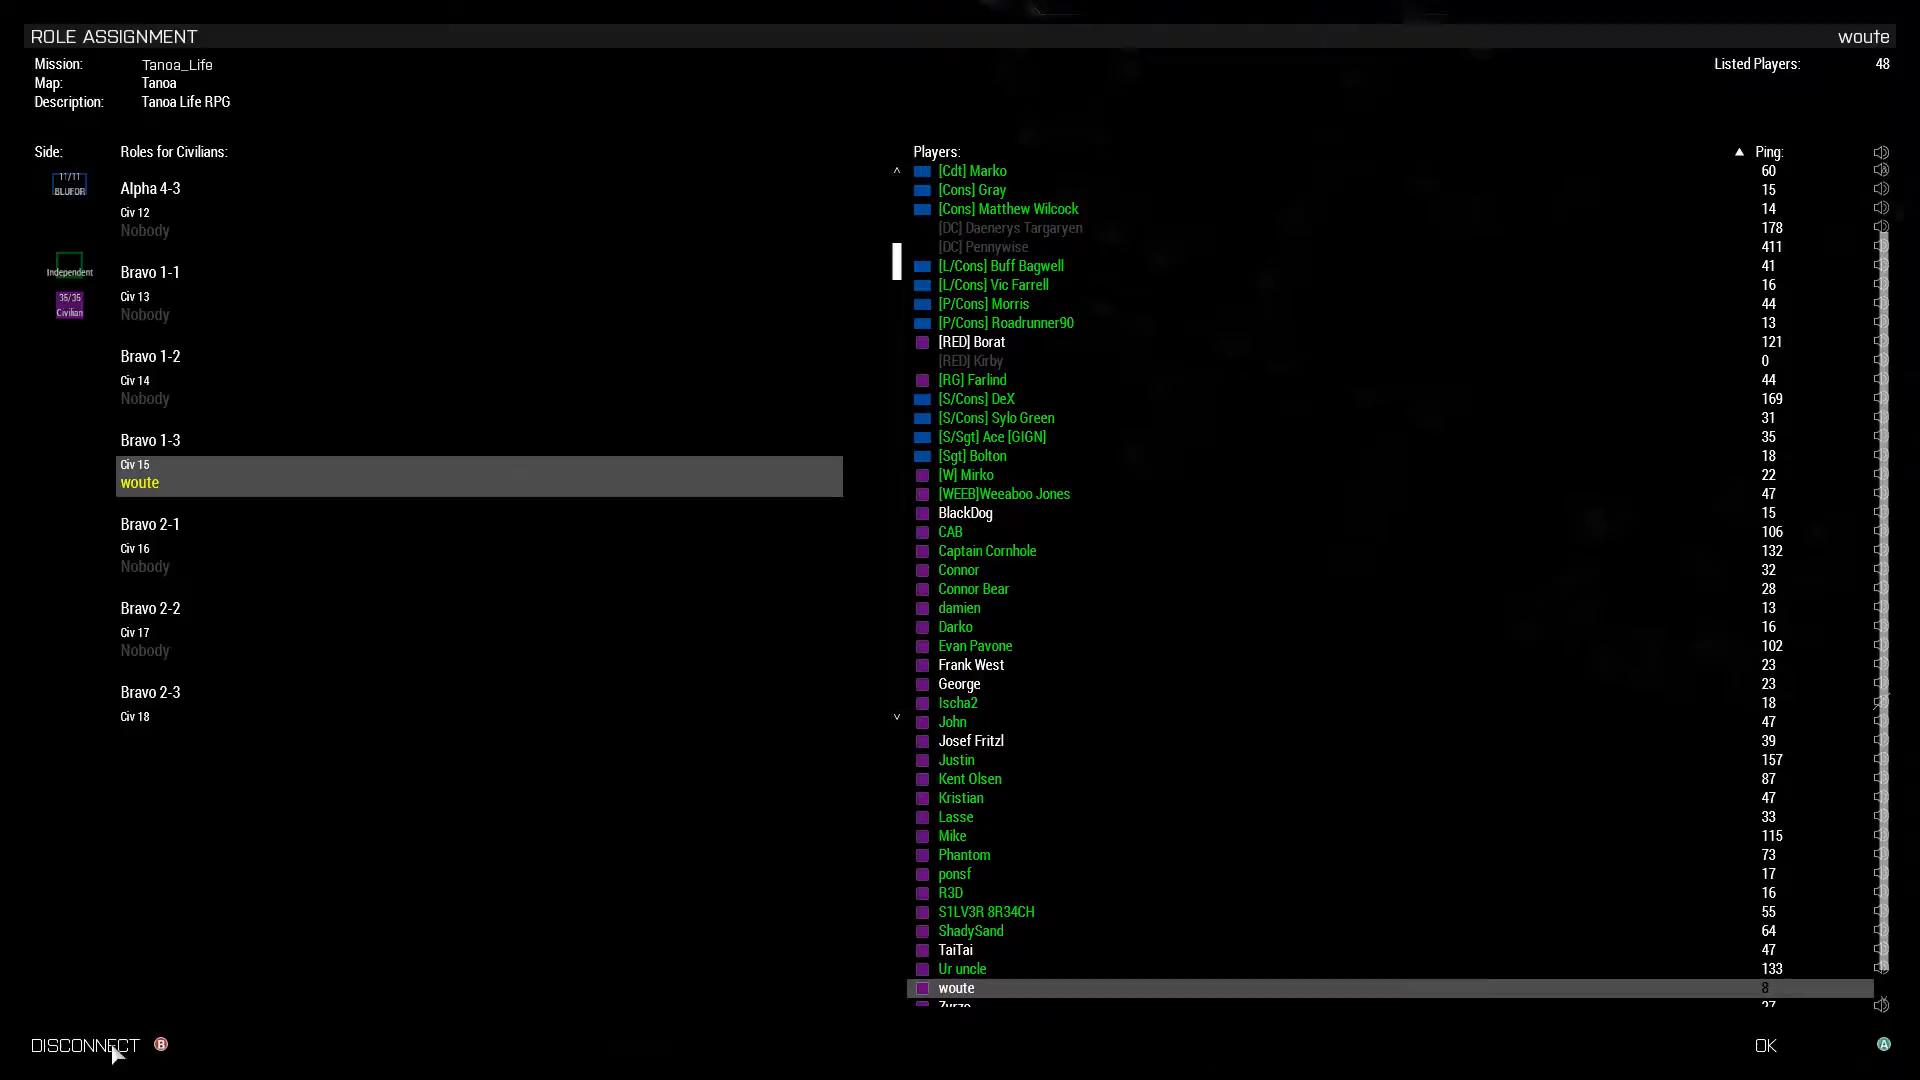 ROLE ASSIGNMENT
woute
Mission: Tanoa_Life
Listed Players: 48
Map: Tanoa
Description: Tanoa Life RPG
Side:
Roles for Civilians:
11/11
BLUFOR
Independent
35/35
Civilian
Alpha 4-3
Civ 12
Nobody
Bravo 1-1
Civ 13
Nobody
Bravo 1-2
Civ 14
Nobody
Bravo 1-3
Civ 15
woute
Bravo 2-1
Civ 16
Nobody
Bravo 2-2
Civ 17
Nobody
Bravo 2-3
Civ 18
Players: Ping:
[Cdt] Marko 60
[Cons] Gray 15
[Cons] Matthew Wilcock 14
[DC] Daenerys Targaryen 178
[DC] Pennywise 411
[L/Cons] Buff Bagwell 41
[L/Cons] Vic Farrell 16
[P/Cons] Morris 44
[P/Cons] Roadrunner90 13
[RED] Borat 121
[RED] Kirby 0
[RG] Farlind 44
[S/Cons] DeX 169
[S/Cons] Sylo Green 31
[S/Sgt] Ace [GIGN] 35
[Sgt] Bolton 18
[W] Mirko 22
[WEEB]Weeaboo Jones 47
BlackDog 15
CAB 106
Captain Cornhole 132
Connor 32
Connor Bear 28
damien 13
Darko 16
Evan Pavone 102
Frank West 23
George 23
Ischa2 18
John 47
Josef Fritzl 39
Justin 157
Kent Olsen 87
Kristian 47
Lasse 33
Mike 115
Phantom 73
ponsf 17
R3D 16
S1LV3R 8R34CH 55
ShadySand 64
TaiTai 47
Ur uncle 133
woute 8
27
DISCONNECT B
OK A